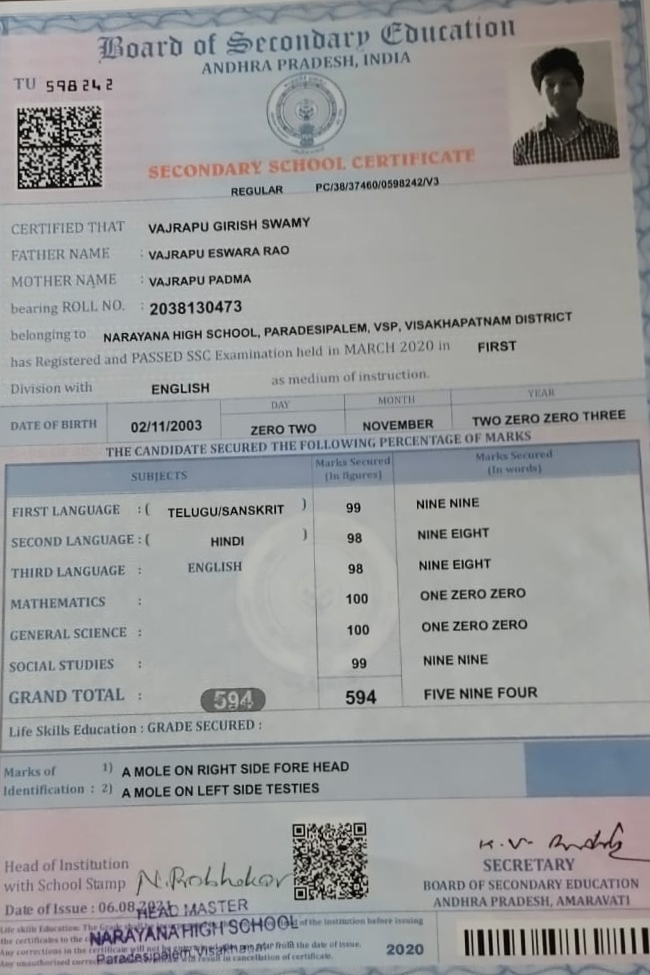 Board of Secondary Education
ANDHRA PRADESH, INDIA
TU 598242
SECONDARY SCHOOL CERTIFICATE
REGULAR PC/38/37460/0598242/V3
CERTIFIED THAT VAJRAPU GIRISH SWAMY
FATHER NAME : VAJRAPU ESWARA RAO
MOTHER NAME : VAJRAPU PADMA
bearing ROLL NO. : 2038130473
belonging to NARAYANA HIGH SCHOOL, PARADESIPALEM, VSP, VISAKHAPATNAM DISTRICT
has Registered and PASSED SSC Examination held in MARCH 2020 in FIRST
Division with ENGLISH as medium of instruction.
DAY MONTH YEAR
DATE OF BIRTH 02/11/2003 ZERO TWO NOVEMBER TWO ZERO ZERO THREE
THE CANDIDATE SECURED THE FOLLOWING PERCENTAGE OF MARKS
SUBJECTS Marks Secured (In figures) Marks Secured (In words)
FIRST LANGUAGE : ( TELUGU/SANSKRIT ) 99 NINE NINE
SECOND LANGUAGE : ( HINDI ) 98 NINE EIGHT
THIRD LANGUAGE : ENGLISH 98 NINE EIGHT
MATHEMATICS : 100 ONE ZERO ZERO
GENERAL SCIENCE : 100 ONE ZERO ZERO
SOCIAL STUDIES : 99 NINE NINE
GRAND TOTAL : 594 594 FIVE NINE FOUR
Life Skills Education : GRADE SECURED :
Marks of 1) A MOLE ON RIGHT SIDE FORE HEAD
Identification : 2) A MOLE ON LEFT SIDE TESTIES
Head of Institution
with School Stamp N. Prabhakar
SECRETARY
BOARD OF SECONDARY EDUCATION
ANDHRA PRADESH, AMARAVATI
Date of Issue : 06.08.2021
HEAD MASTER
NARAYANA HIGH SCHOOL
Paradesipalem, Visakhapatnam
Life skill Education: The of the Institution before issuing
the certificates to the
Any corrections in the certificate will not be from the date of issue.
Any unauthorised will result in cancellation of certificate.
2020